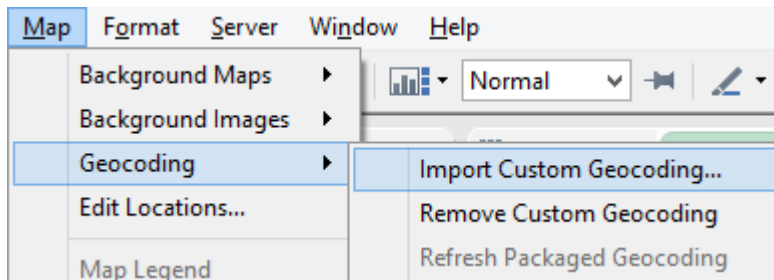 Map Format Server Window Help
Background Maps
Normal
Background Images
Geocoding
Import Custom Geocoding...
Edit Locations...
Remove Custom Geocoding
Map Legend
Refresh Packaged Geocoding